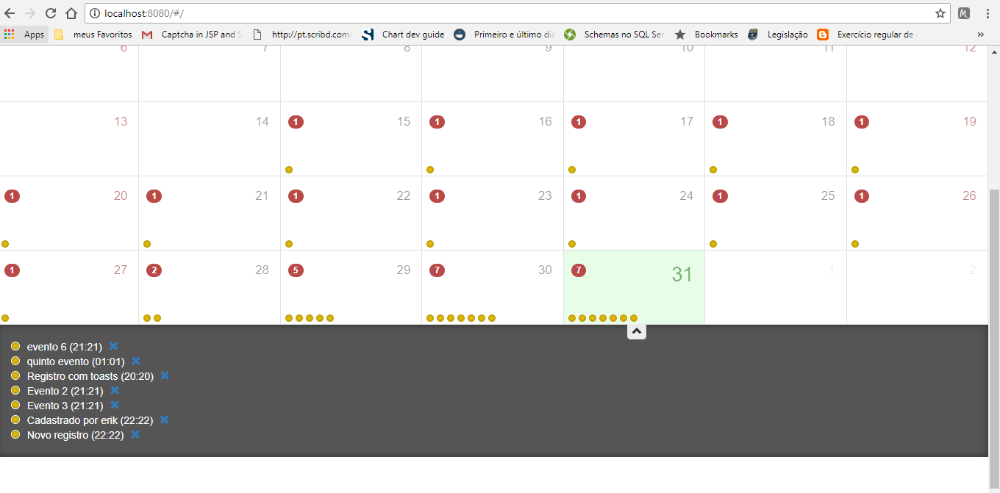 localhost:8080/#/
Apps meus Favoritos Captcha in JSP and S http://pt.scribd.com/ Chart dev guide Primeiro e último dia Schemas no SQL Ser Bookmarks Legislação Exercício regular de »
6 7 8 9 10 11 12
13 14 1 15 1 16 1 17 1 18 1 19
1 20 1 21 1 22 1 23 1 24 1 25 1 26
1 27 2 28 5 29 7 30 7 31 1 2
evento 6 (21:21)
quinto evento (01:01)
Registro com toasts (20:20)
Evento 2 (21:21)
Evento 3 (21:21)
Cadastrado por erik (22:22)
Novo registro (22:22)